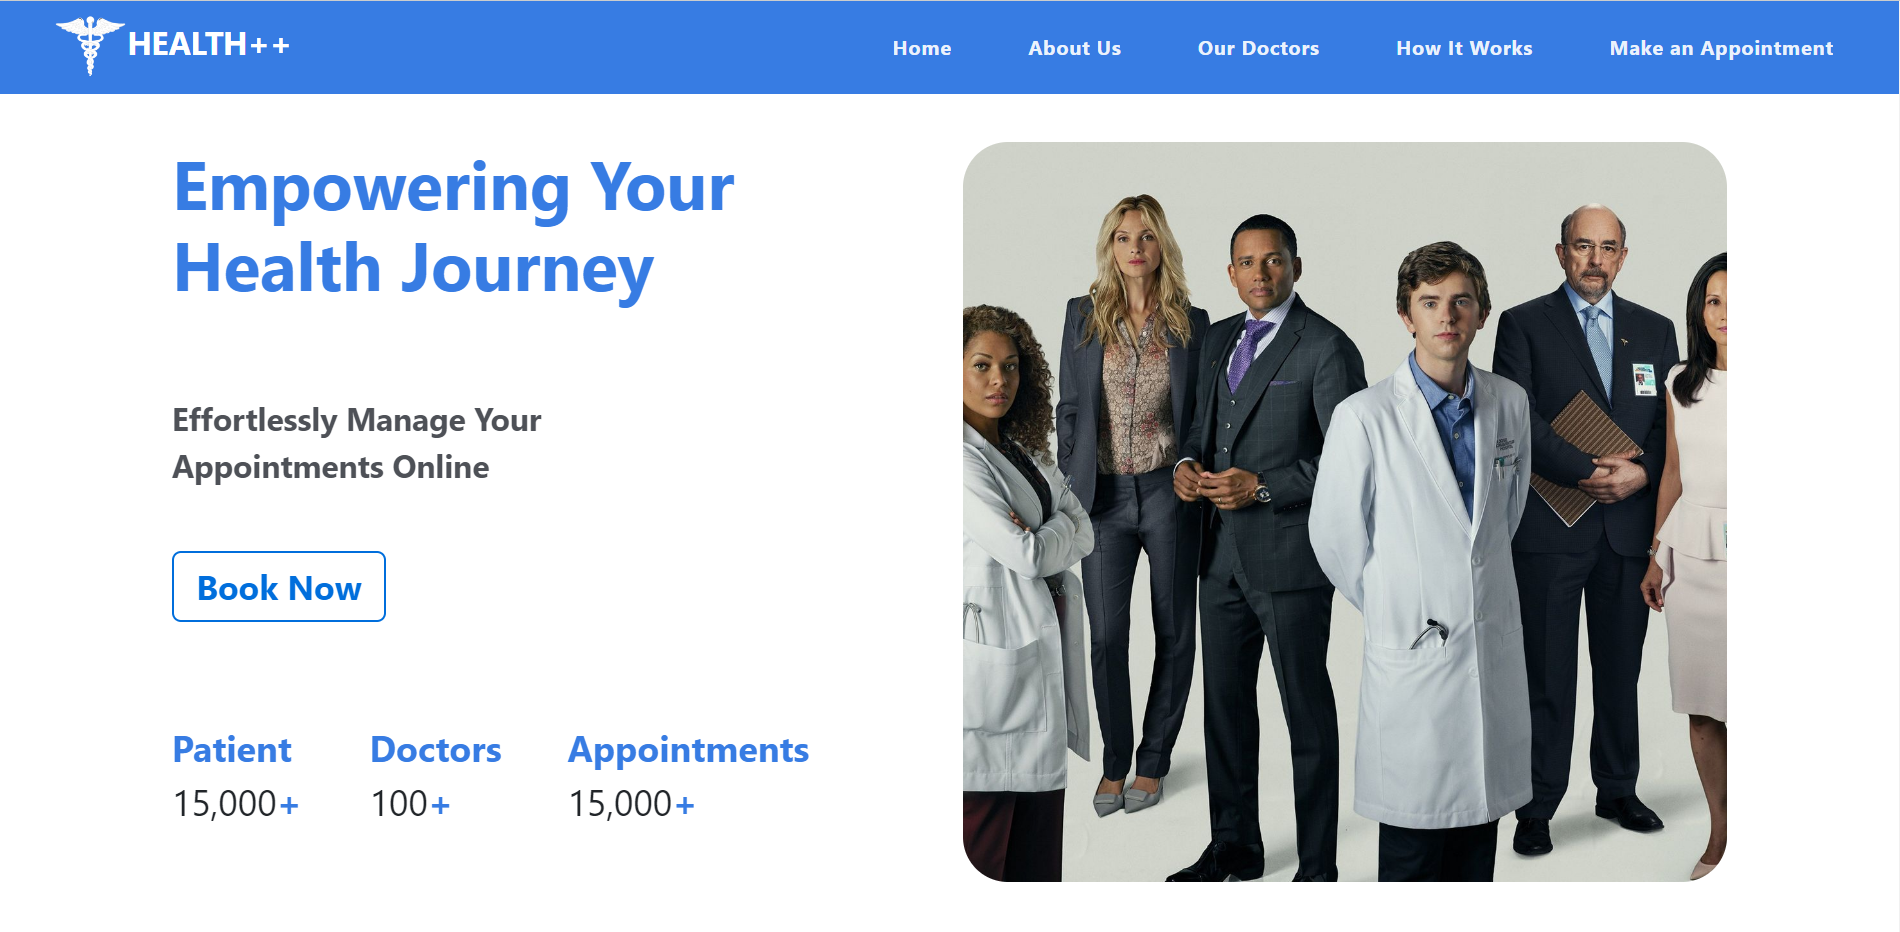 HEALTH++
Home About Us Our Doctors How It Works Make an Appointment
Empowering Your
Health Journey
Effortlessly Manage Your
Appointments Online
Book Now
Patient Doctors Appointments
15,000+ 100+ 15,000+